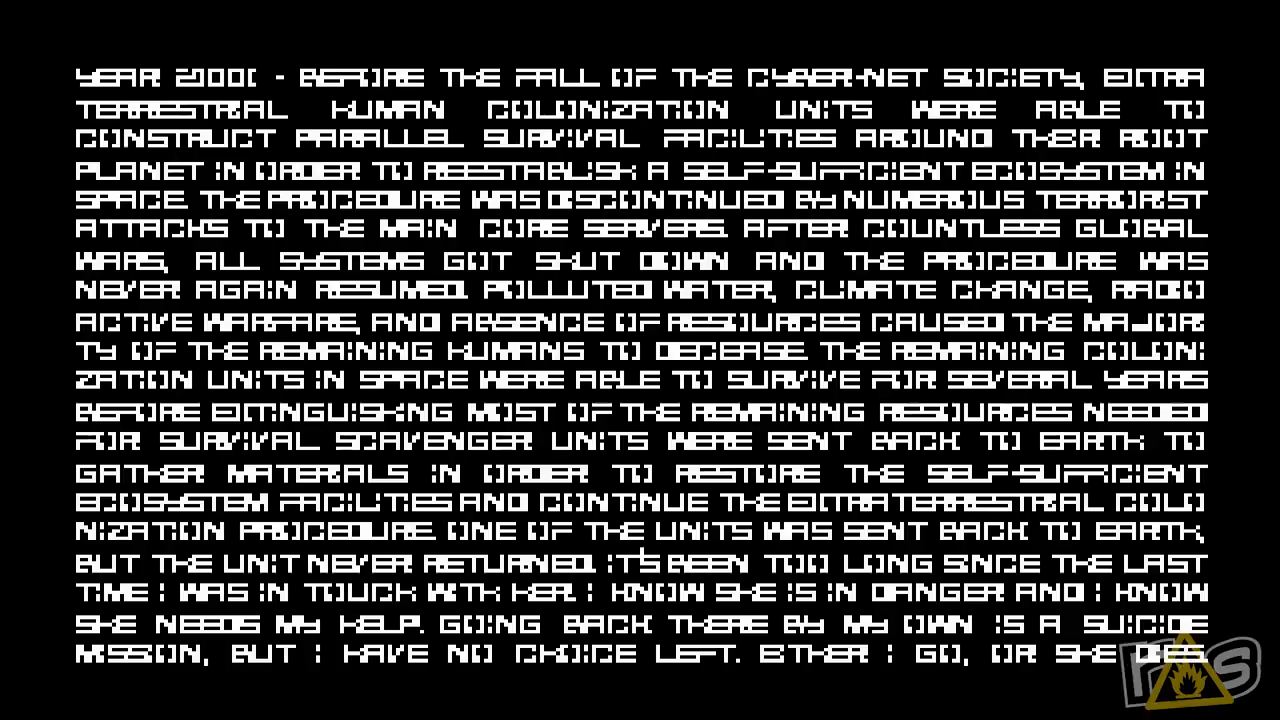 YEAR 21000 - BEFORE THE FALL OF THE CYBER-NET SOCIETY, EXTRA
TERRESTRIAL HUMAN COLONIZATION UNITS WERE ABLE TO
CONSTRUCT PARALLEL SURVIVAL FACILITIES AROUND THEIR ROOT
PLANET IN ORDER TO REESTABLISH A SELF-SUFFICIENT ECOSYSTEM IN
SPACE. THE PROCEDURE WAS DISCONTINUED BY NUMEROUS TERRORIST
ATTACKS TO THE MAIN CORE SERVERS. AFTER COUNTLESS GLOBAL
WARS, ALL SYSTEMS GOT SHUT DOWN AND THE PROCEDURE WAS
NEVER AGAIN RESUMED. POLLUTED WATER, CLIMATE CHANGE, RADIO
ACTIVE WARFARE, AND ABSENCE OF RESOURCES CAUSED THE MAJORI
TY OF THE REMAINING HUMANS TO DECEASE. THE REMAINING COLONI
ZATION UNITS IN SPACE WERE ABLE TO SURVIVE FOR SEVERAL YEARS
BEFORE EXTINGUISHING MOST OF THE REMAINING RESOURCES NEEDED
FOR SURVIVAL. SCAVENGER UNITS WERE SENT BACK TO EARTH TO
GATHER MATERIALS IN ORDER TO RESTORE THE SELF-SUFFICIENT
ECOSYSTEM FACILITIES AND CONTINUE THE EXTRATERRESTRIAL COLO
NIZATION PROCEDURE. ONE OF THE UNITS WAS SENT BACK TO EARTH,
BUT THE UNIT NEVER RETURNED. IT'S BEEN TOO LONG SINCE THE LAST
TIME I WAS IN TOUCH WITH HER. I KNOW SHE IS IN DANGER AND I KNOW
SHE NEEDS MY HELP. GOING BACK THERE BY MY OWN IS A SUICIDE
MISSION, BUT I HAVE NO CHOICE LEFT. EITHER I GO, OR SHE DIES.